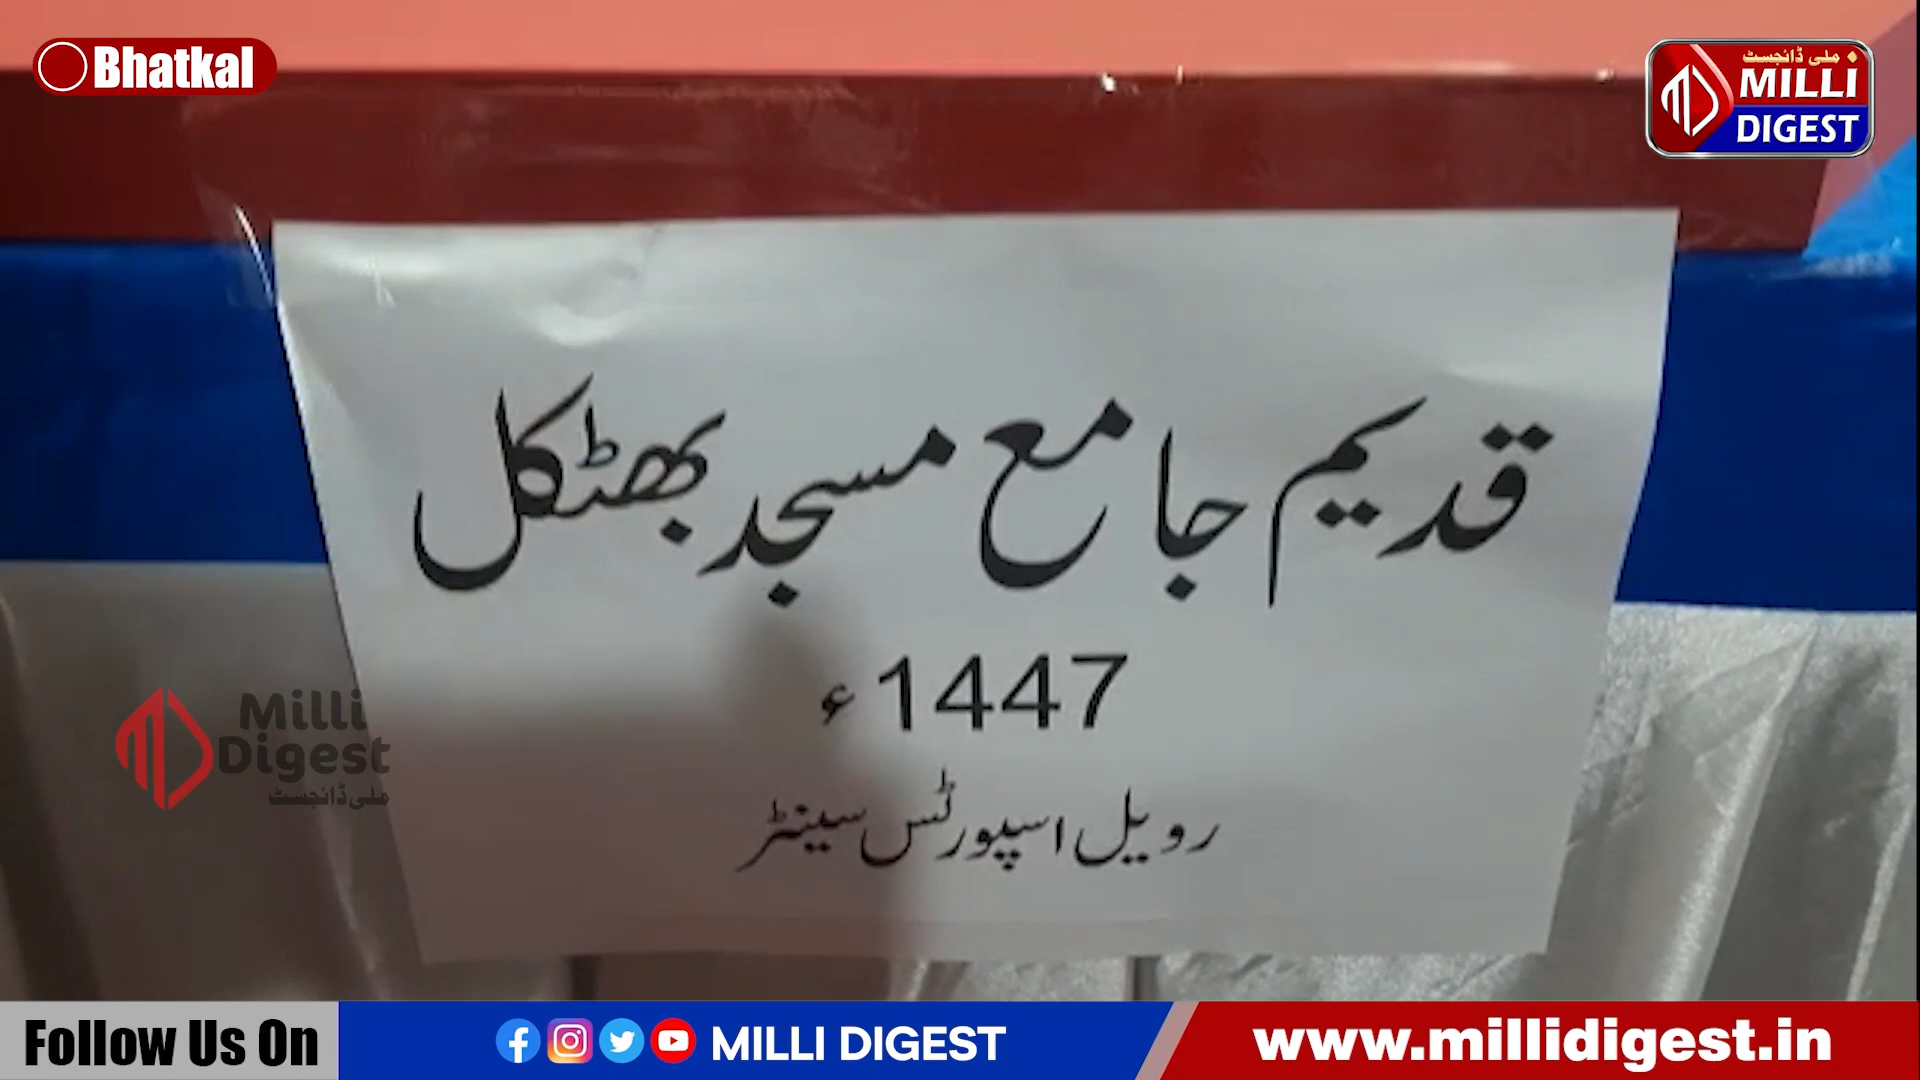 Bhatkal
ملی ڈائجسٹ
MILLI
DIGEST
قدیم جامع مسجد بھٹکل
1447ء
رویل اسپورٹس سینٹر
Milli
Digest
ملی ڈائجسٹ
Follow Us On
MILLI DIGEST
www.millidigest.in